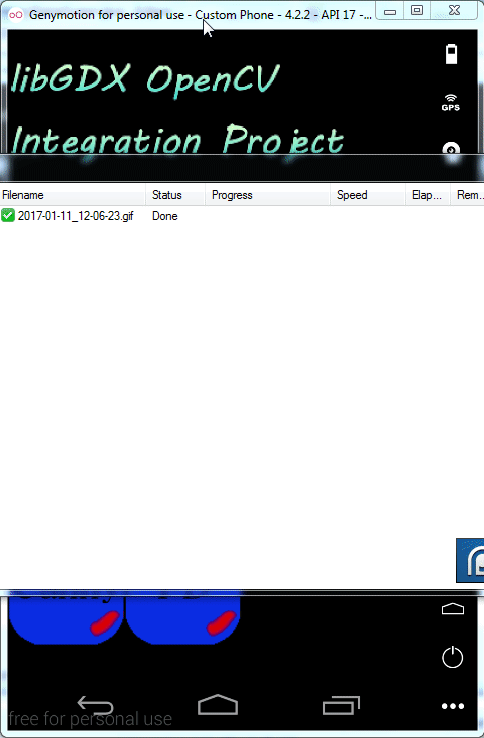 Genymotion for personal use - Custom Phone - 4.2.2 - API 17 -...
libGDX OpenCV
GPS
Integration Project
Filename Status Progress Speed Elap... Rem...
2017-01-11_12-06-23.gif Done
free for personal use